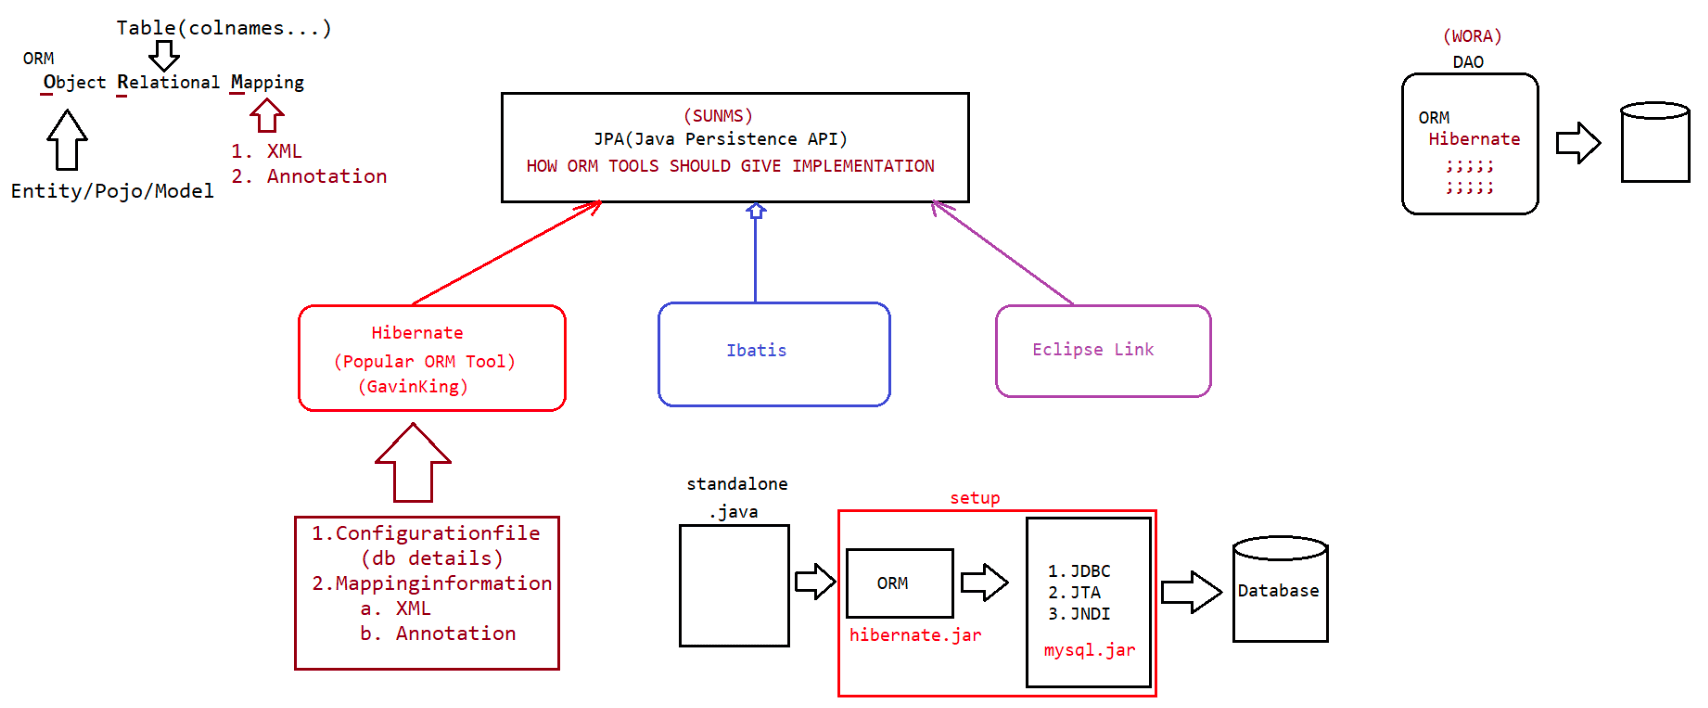 Table(colnames...)
ORM
Object Relational Mapping
1. XML
2. Annotation
Entity/Pojo/Model
(SUNMS)
JPA(Java Persistence API)
HOW ORM TOOLS SHOULD GIVE IMPLEMENTATION
(WORA)
DAO
ORM
Hibernate
;;;;;
;;;;;
Hibernate
(Popular ORM Tool)
(GavinKing)
Ibatis
Eclipse Link
1.Configurationfile
(db details)
2.Mappinginformation
a. XML
b. Annotation
standalone
.java
setup
ORM
hibernate.jar
1.JDBC
2.JTA
3.JNDI
mysql.jar
Database